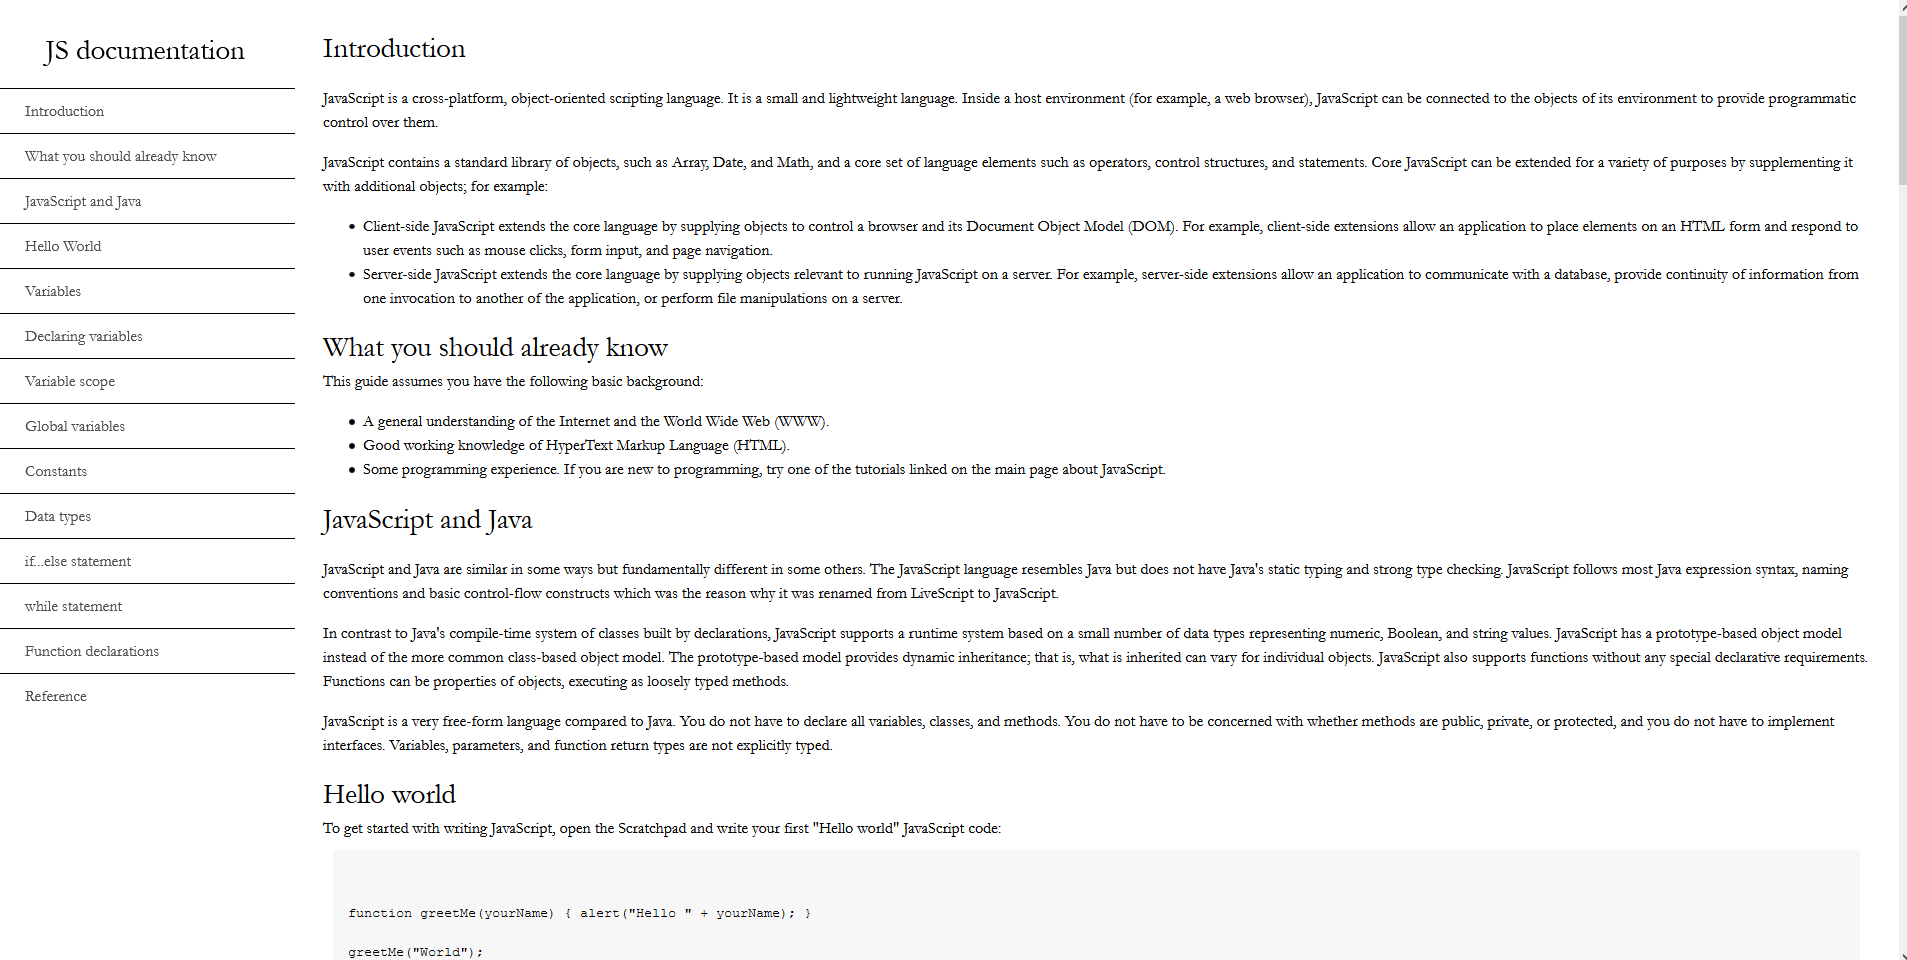 JS documentation
Introduction
What you should already know
JavaScript and Java
Hello World
Variables
Declaring variables
Variable scope
Global variables
Constants
Data types
if...else statement
while statement
Function declarations
Reference
Introduction
JavaScript is a cross-platform, object-oriented scripting language. It is a small and lightweight language. Inside a host environment (for example, a web browser), JavaScript can be connected to the objects of its environment to provide programmatic
control over them.
JavaScript contains a standard library of objects, such as Array, Date, and Math, and a core set of language elements such as operators, control structures, and statements. Core JavaScript can be extended for a variety of purposes by supplementing it
with additional objects; for example:
• Client-side JavaScript extends the core language by supplying objects to control a browser and its Document Object Model (DOM). For example, client-side extensions allow an application to place elements on an HTML form and respond to
user events such as mouse clicks, form input, and page navigation.
• Server-side JavaScript extends the core language by supplying objects relevant to running JavaScript on a server. For example, server-side extensions allow an application to communicate with a database, provide continuity of information from
one invocation to another of the application, or perform file manipulations on a server.
What you should already know
This guide assumes you have the following basic background:
• A general understanding of the Internet and the World Wide Web (WWW).
• Good working knowledge of HyperText Markup Language (HTML).
• Some programming experience. If you are new to programming, try one of the tutorials linked on the main page about JavaScript.
JavaScript and Java
JavaScript and Java are similar in some ways but fundamentally different in some others. The JavaScript language resembles Java but does not have Java's static typing and strong type checking. JavaScript follows most Java expression syntax, naming
conventions and basic control-flow constructs which was the reason why it was renamed from LiveScript to JavaScript.
In contrast to Java's compile-time system of classes built by declarations, JavaScript supports a runtime system based on a small number of data types representing numeric, Boolean, and string values. JavaScript has a prototype-based object model
instead of the more common class-based object model. The prototype-based model provides dynamic inheritance; that is, what is inherited can vary for individual objects. JavaScript also supports functions without any special declarative requirements.
Functions can be properties of objects, executing as loosely typed methods.
JavaScript is a very free-form language compared to Java. You do not have to declare all variables, classes, and methods. You do not have to be concerned with whether methods are public, private, or protected, and you do not have to implement
interfaces. Variables, parameters, and function return types are not explicitly typed.
Hello world
To get started with writing JavaScript, open the Scratchpad and write your first "Hello world" JavaScript code:
function greetMe(yourName) { alert("Hello " + yourName); }
greetMe("World");